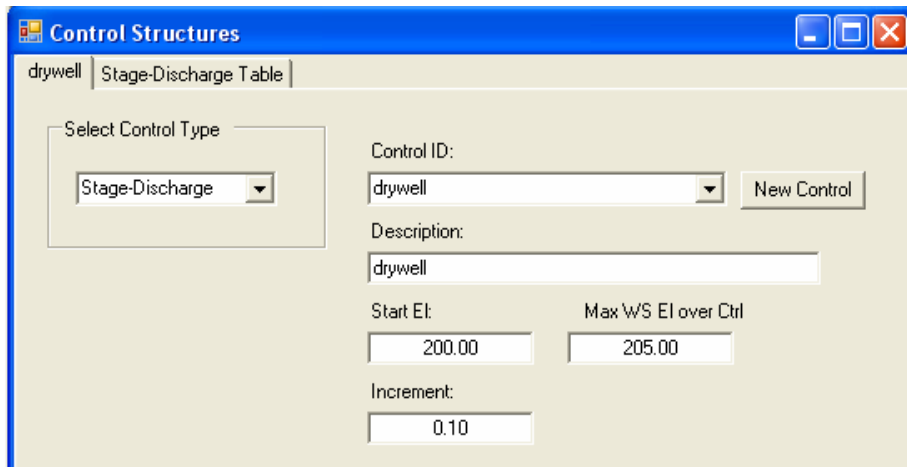 Control Structures
drywell
Stage-Discharge Table
Select Control Type
Stage-Discharge
Control ID:
drywell
New Control
Description:
drywell
Start El:
Max WS El over Ctrl
200.00
205.00
Increment:
0.10